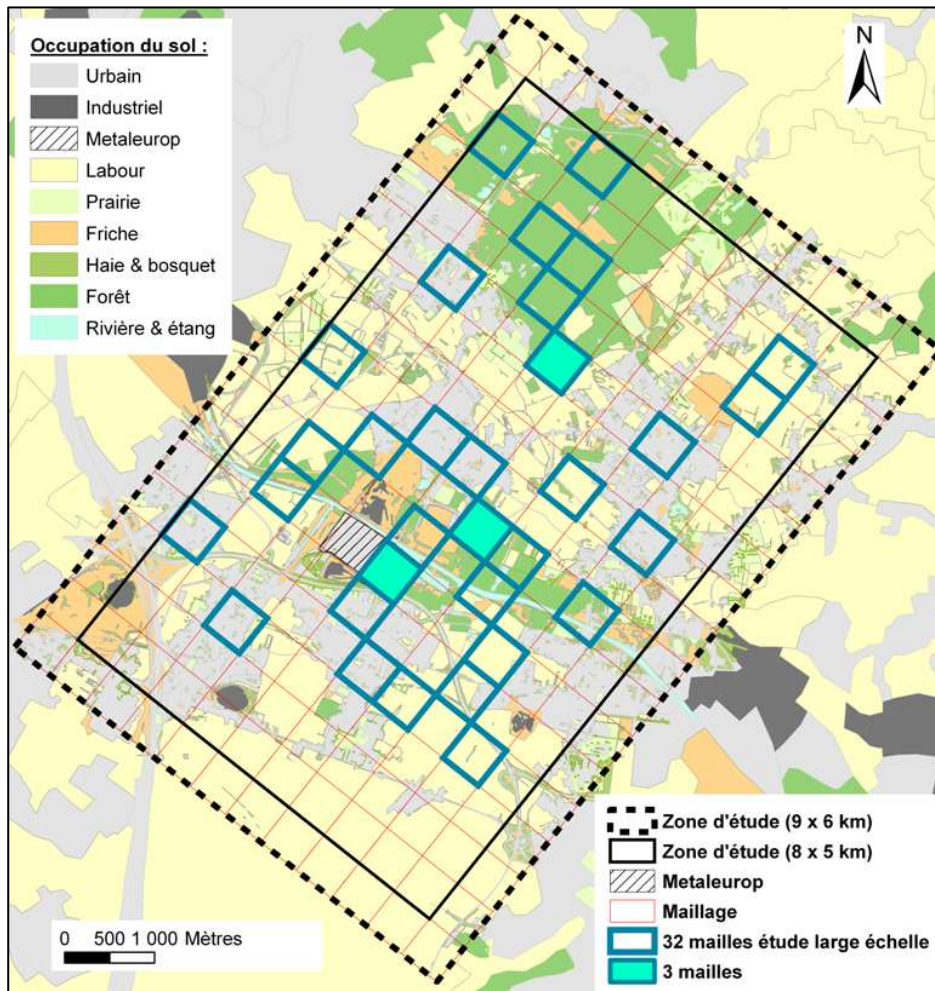 Occupation du sol :
Urbain
Industriel
Metaleurop
Labour
Prairie
Friche
Haie & bosquet
Forêt
Rivière & étang
N
0 500 1 000 Mètres
Zone d'étude (9 x 6 km)
Zone d'étude (8 x 5 km)
Metaleurop
Maillage
32 mailles étude large échelle
3 mailles